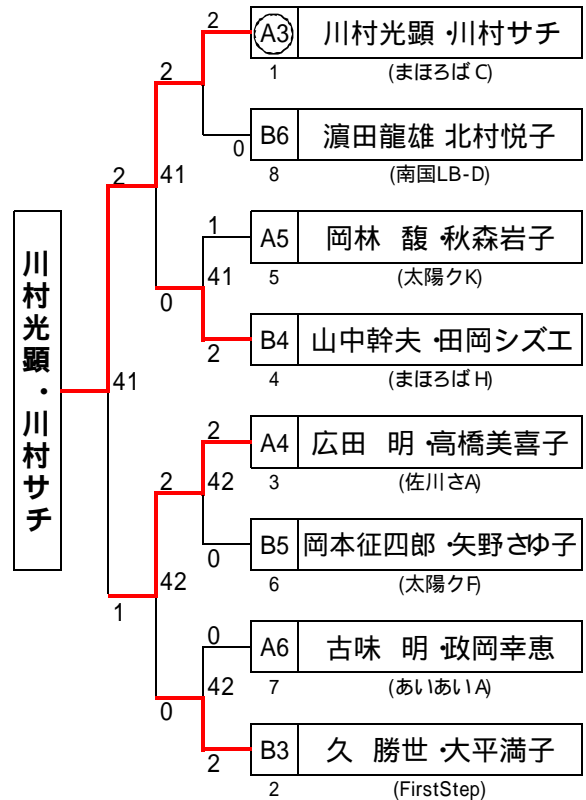 2
A3 川村光顕・川村サチ
1 (まほろばC)
2
0
B6 濵田龍雄 北村悦子
8 (南国LB-D)
2
41
1
A5 岡林 馥・秋森岩子
41
5 (太陽クK)
0
2
B4 山中幹夫・田岡シズエ
4 (まほろばH)
川村光顕・川村サチ
41
2
A4 広田 明・高橋美喜子
2
42
3 (佐川さA)
0
B5 岡本征四郎・矢野さゆ子
6 (太陽クF)
42
1
0
A6 古味 明・政岡幸恵
42
7 (あいあいA)
0
2
B3 久 勝世・大平満子
2 (FirstStep)